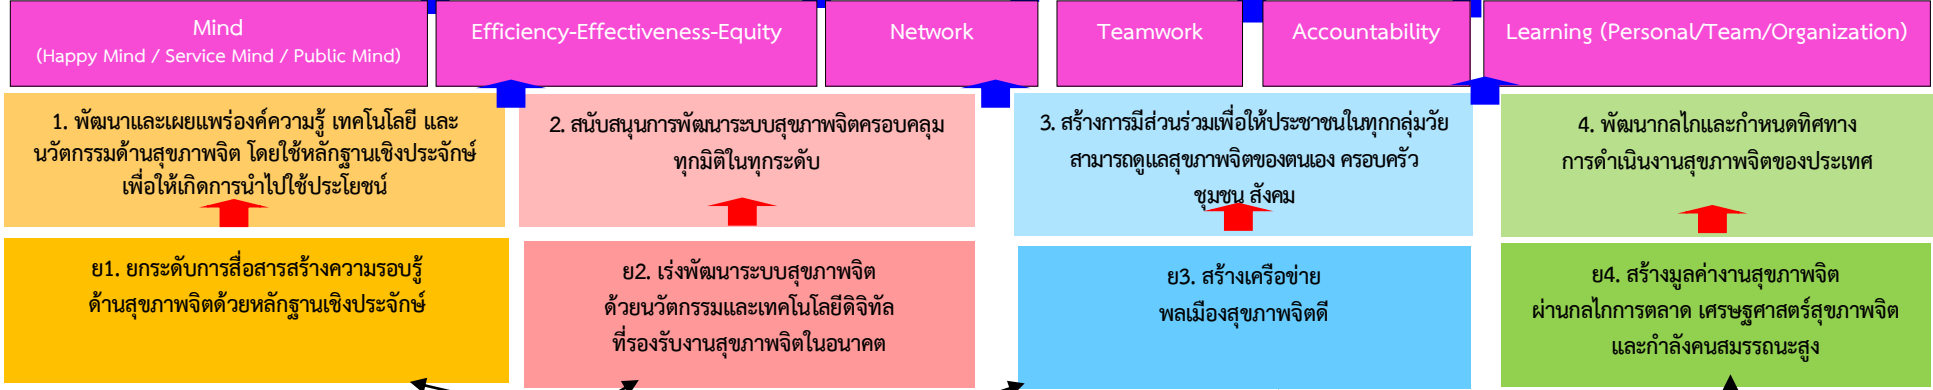 Mind
(Happy Mind / Service Mind / Public Mind)
Efficiency-Effectiveness-Equity
Network
Teamwork
Accountability
Learning (Personal/Team/Organization)
1. พัฒนาและเผยแพร่องค์ความรู้ เทคโนโลยี และ
นวัตกรรมด้านสุขภาพจิต โดยใช้หลักฐานเชิงประจักษ์
เพื่อให้เกิดการนำไปใช้ประโยชน์
2. สนับสนุนการพัฒนาระบบสุขภาพจิตครอบคลุม
ทุกมิติในทุกระดับ
3. สร้างการมีส่วนร่วมเพื่อให้ประชาชนในทุกกลุ่มวัย
สามารถดูแลสุขภาพจิตของตนเอง ครอบครัว
ชุมชน สังคม
4. พัฒนากลไกและกำหนดทิศทาง
การดำเนินงานสุขภาพจิตของประเทศ
ย1. ยกระดับการสื่อสารสร้างความรอบรู้
ด้านสุขภาพจิตด้วยหลักฐานเชิงประจักษ์
ย2. เร่งพัฒนาระบบสุขภาพจิต
ด้วยนวัตกรรมและเทคโนโลยีดิจิทัล
ที่รองรับงานสุขภาพจิตในอนาคต
ย3. สร้างเครือข่าย
พลเมืองสุขภาพจิตดี
ย4. สร้างมูลค่างานสุขภาพจิต
ผ่านกลไกการตลาด เศรษฐศาสตร์สุขภาพจิต
และกำลังคนสมรรถนะสูง